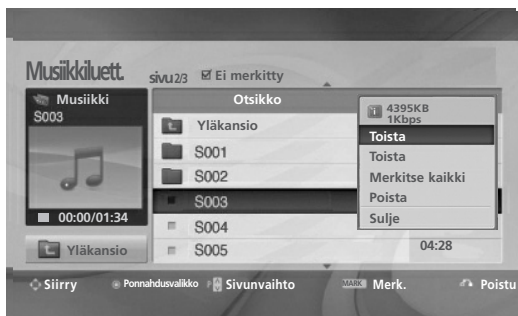 Musiikkiluett.
sivu 2/3
Ei merkitty
Musiikki
S003
00:00/01:34
Yläkansio
Otsikko
Yläkansio
S001
S002
S003
S004
S005
04:28
4395KB
1Kbps
Toista
Toista
Merkitse kaikki
Poista
Sulje
Siirry
Ponnahdusvalikko
P Sivunvaihto
MARK Merk.
Poistu